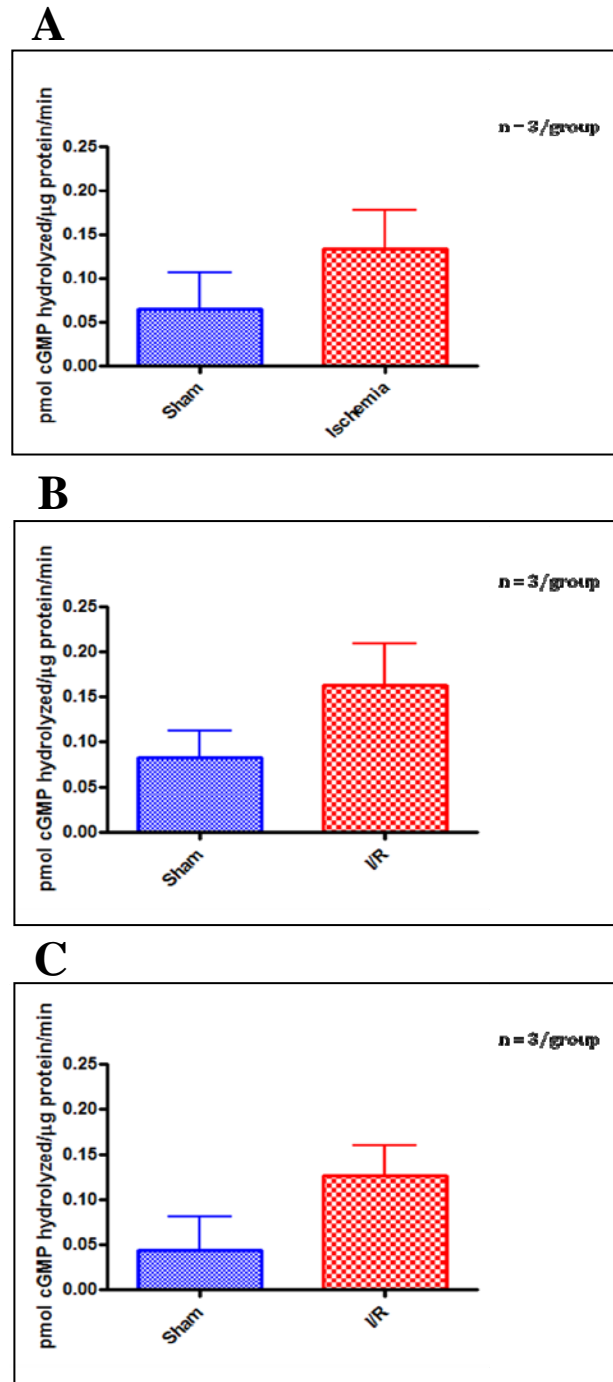 A
n = 3/group
pmol cGMP hydrolyzed/μg protein/min
0.25
0.20
0.15
0.10
0.05
0.00
Sham
Ischemia
B
n = 3/group
pmol cGMP hydrolyzed/μg protein/min
0.25
0.20
0.15
0.10
0.05
0.00
Sham
I/R
C
n = 3/group
pmol cGMP hydrolyzed/μg protein/min
0.25
0.20
0.15
0.10
0.05
0.00
Sham
I/R